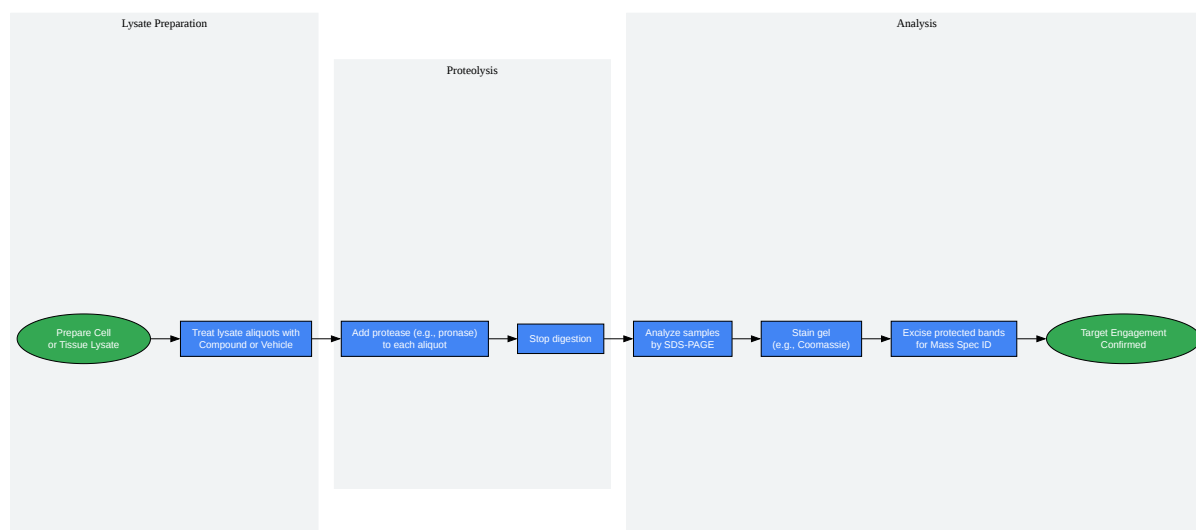 Lysate Preparation
Prepare Cell
or Tissue Lysate
Treat lysate aliquots with
Compound or Vehicle
Proteolysis
Add protease (e.g., pronase)
to each aliquot
Stop digestion
Analysis
Analyze samples
by SDS-PAGE
Stain gel
(e.g., Coomassie)
Excise protected bands
for Mass Spec ID
Target Engagement
Confirmed